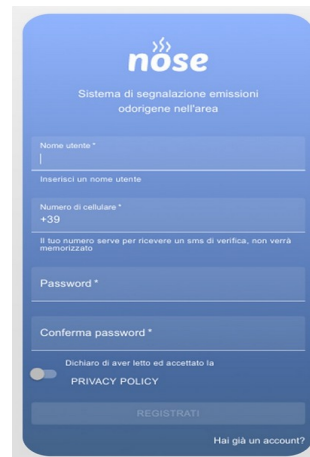 nose
Sistema di segnalazione emissioni
odorigene nell'area
Nome utente *
Inserisci un nome utente
Numero di cellulare *
+39
Il tuo numero serve per ricevere un sms di verifica, non verrà
memorizzato
Password *
Conferma password *
Dichiaro di aver letto ed accettato la
PRIVACY POLICY
REGISTRATI
Hai già un account?